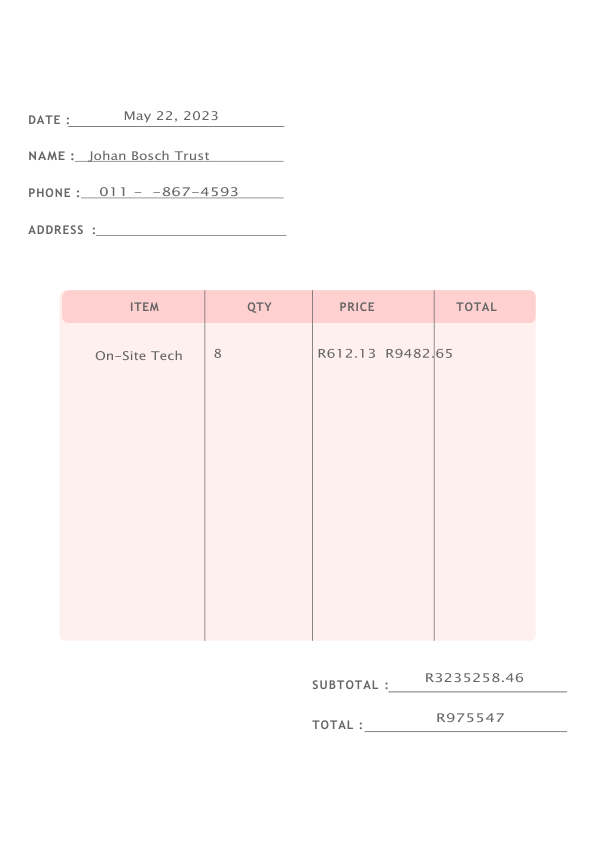 DATE : May 22, 2023
NAME : Johan Bosch Trust
PHONE : 011 – –867–4593
ADDRESS :
ITEM QTY PRICE TOTAL
On–Site Tech 8 R612.13 R9482.65
SUBTOTAL : R3235258.46
TOTAL : R975547